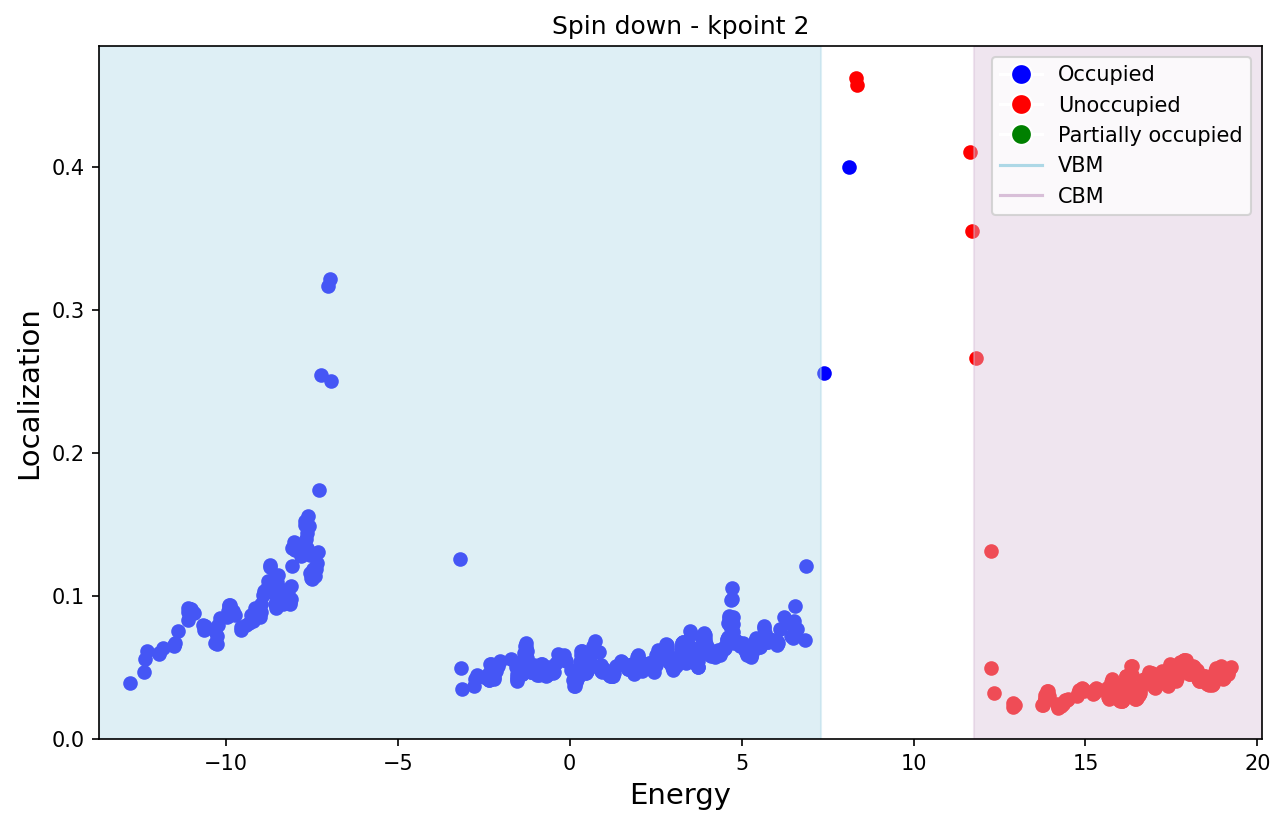 Spin down - kpoint 2
Localization
0.4
0.3
0.2
0.1
0.0
Occupied
Unoccupied
Partially occupied
VBM
CBM
−10
−5
0
5
10
15
20
Energy